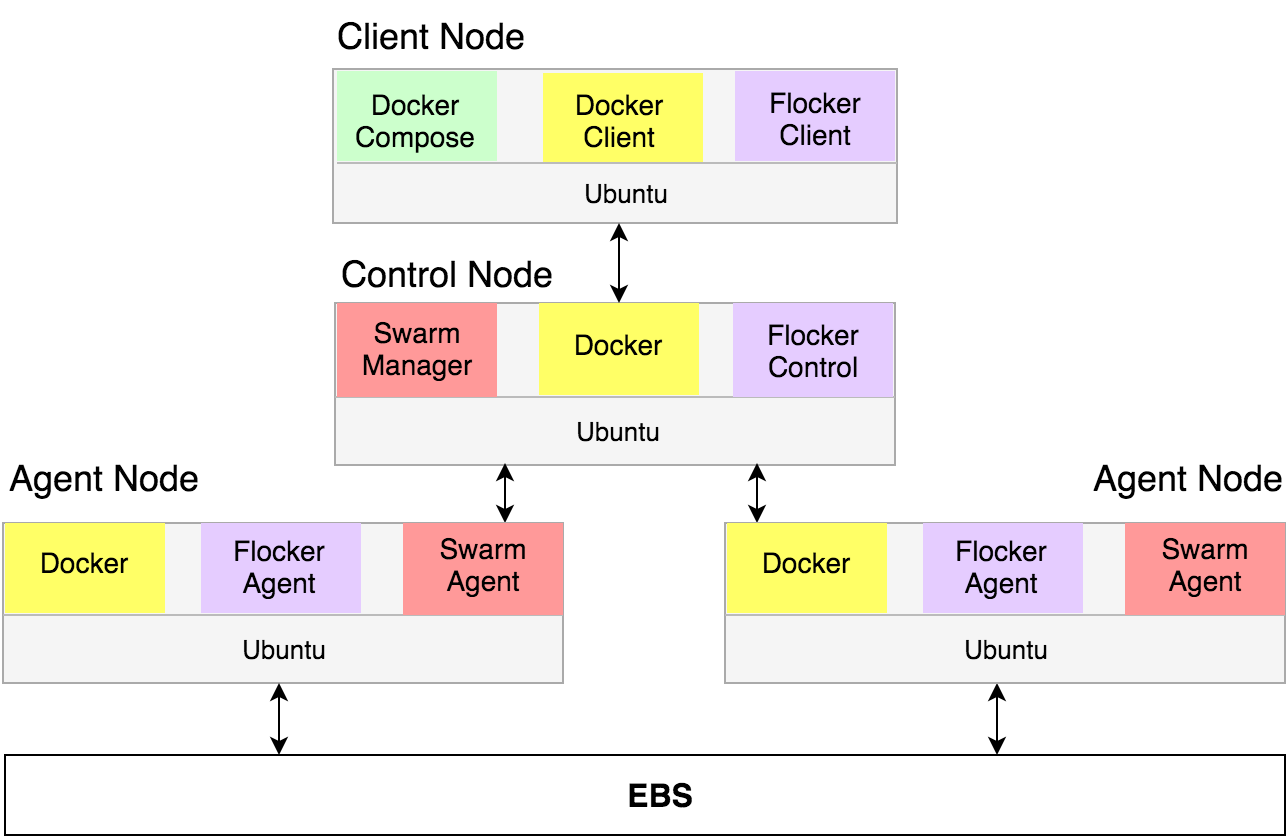 Client Node
Docker
Compose
Docker
Client
Flocker
Client
Ubuntu
Control Node
Swarm
Manager
Docker
Flocker
Control
Ubuntu
Agent Node
Docker
Flocker
Agent
Swarm
Agent
Ubuntu
Agent Node
Docker
Flocker
Agent
Swarm
Agent
Ubuntu
EBS